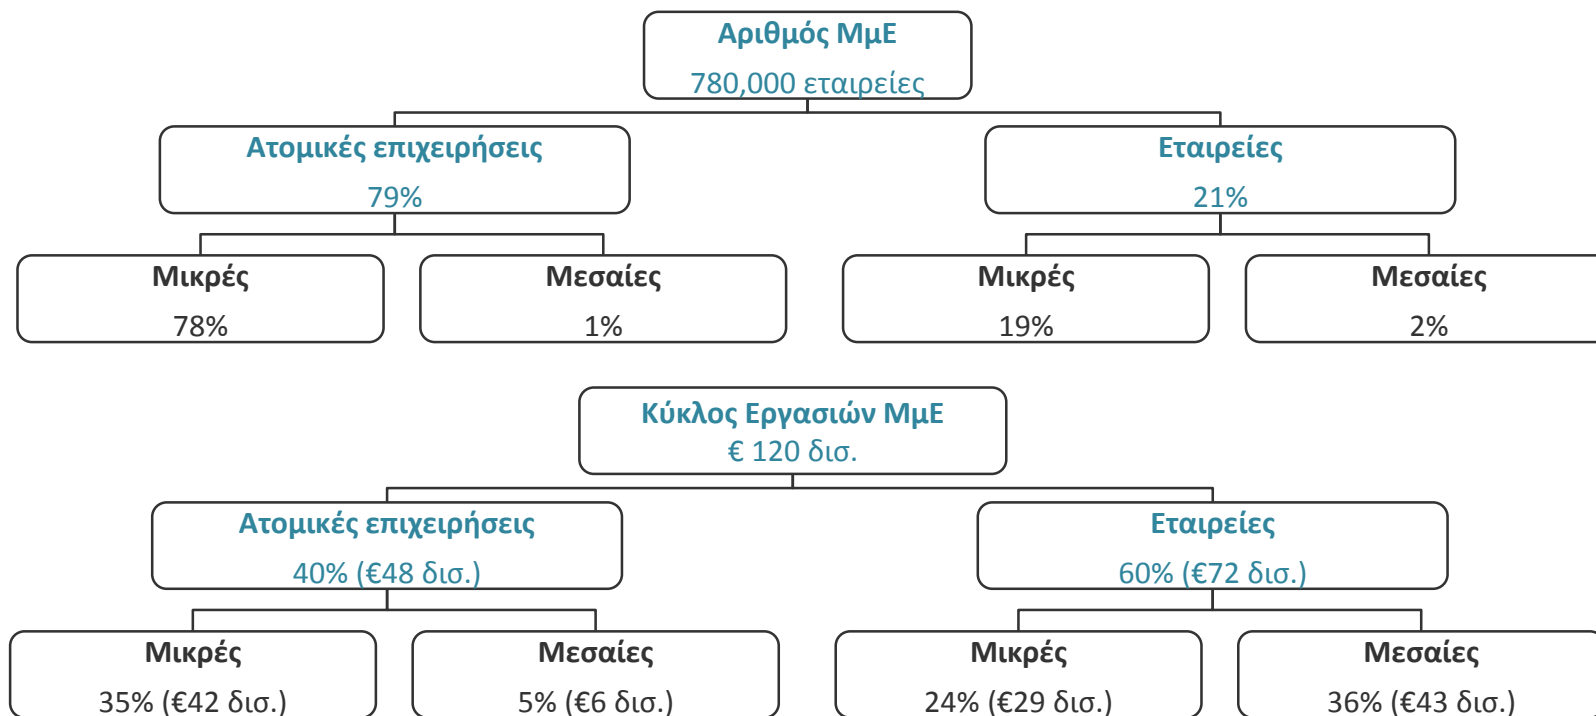 Αριθμός ΜμΕ
780,000 εταιρείες
Ατομικές επιχειρήσεις
79%
Εταιρείες
21%
Μικρές
78%
Μεσαίες
1%
Μικρές
19%
Μεσαίες
2%
Κύκλος Εργασιών ΜμΕ
€ 120 δισ.
Ατομικές επιχειρήσεις
40% (€48 δισ.)
Εταιρείες
60% (€72 δισ.)
Μικρές
35% (€42 δισ.)
Μεσαίες
5% (€6 δισ.)
Μικρές
24% (€29 δισ.)
Μεσαίες
36% (€43 δισ.)